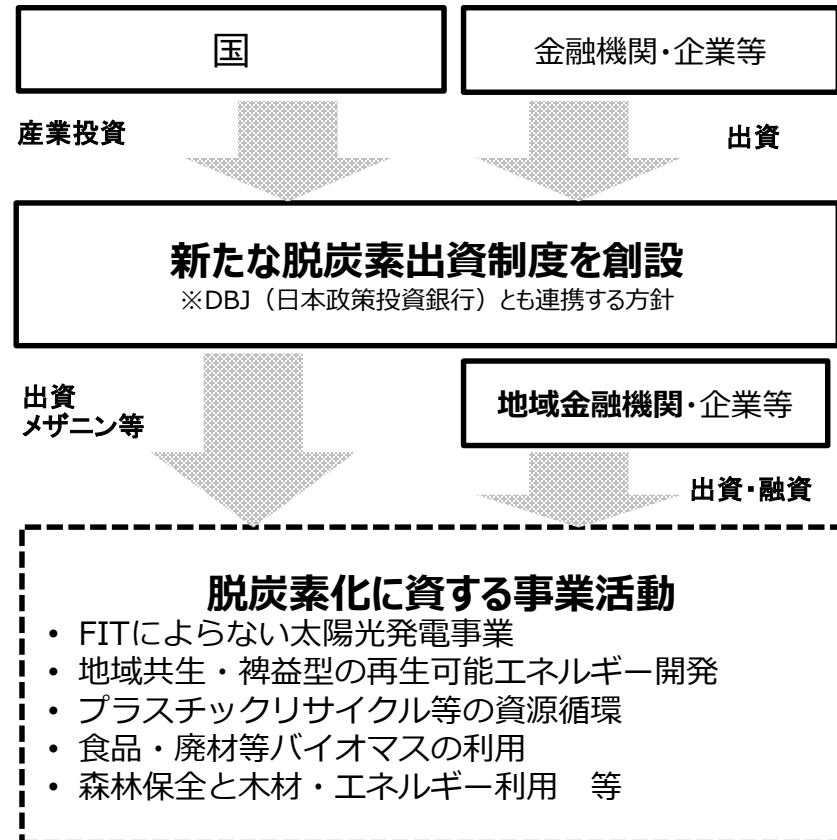 国
金融機関・企業等
産業投資
出資
新たな脱炭素出資制度を創設
※DBJ（日本政策投資銀行）とも連携する方針
出資
メザニン等
地域金融機関・企業等
出資・融資
脱炭素化に資する事業活動
• FITによらない太陽光発電事業
• 地域共生・裨益型の再生可能エネルギー開発
• プラスチックリサイクル等の資源循環
• 食品・廃材等バイオマスの利用
• 森林保全と木材・エネルギー利用　等